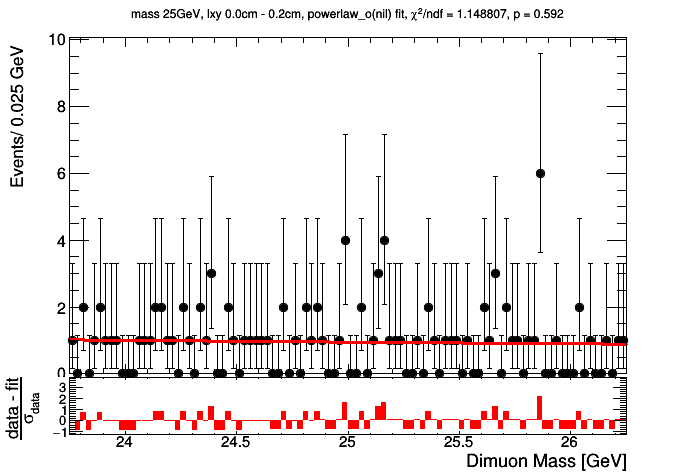 mass 25GeV, lxy 0.0cm - 0.2cm, powerlaw_o(nil) fit, χ²/ndf = 1.148807, p = 0.592
Events/ 0.025 GeV
10
8
6
4
2
0
data - fit
σdata
3
2
1
0
−1
24 24.5 25 25.5 26
Dimuon Mass [GeV]